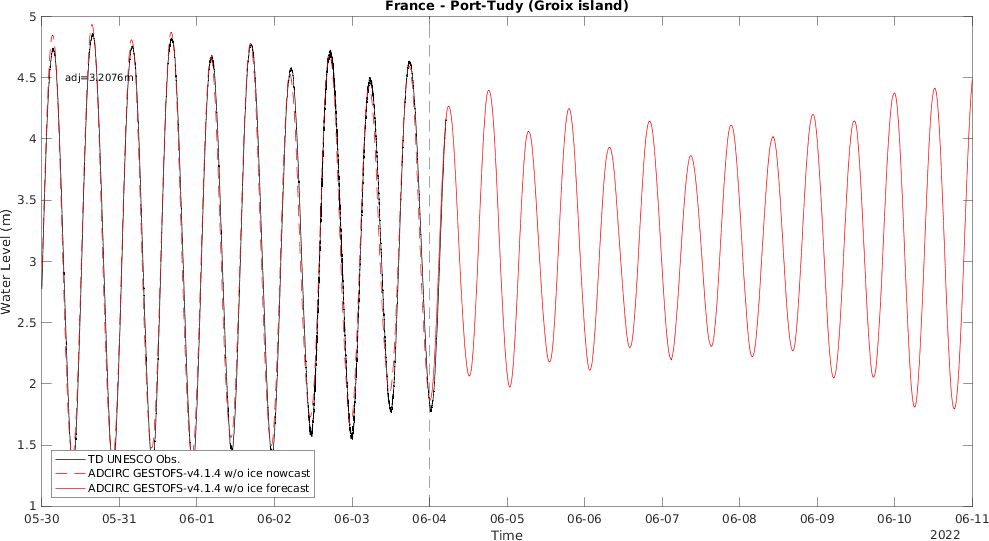 France - Port-Tudy (Groix island)
Water Level (m)
5
4.5
4
3.5
3
2.5
2
1.5
1
adj=3.2076m
TD UNESCO Obs.
ADCIRC GESTOFS-v4.1.4 w/o ice nowcast
ADCIRC GESTOFS-v4.1.4 w/o ice forecast
05-30 05-31 06-01 06-02 06-03 06-04 06-05 06-06 06-07 06-08 06-09 06-10 06-11
Time
2022